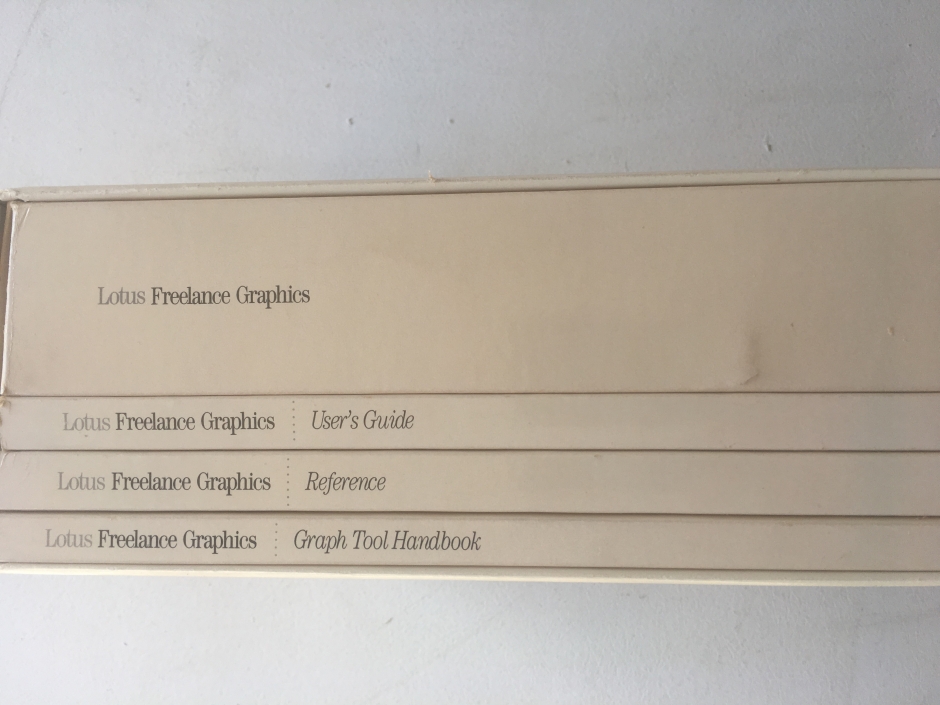 Lotus Freelance Graphics
Lotus Freelance Graphics User's Guide
Lotus Freelance Graphics Reference
Lotus Freelance Graphics Graph Tool Handbook